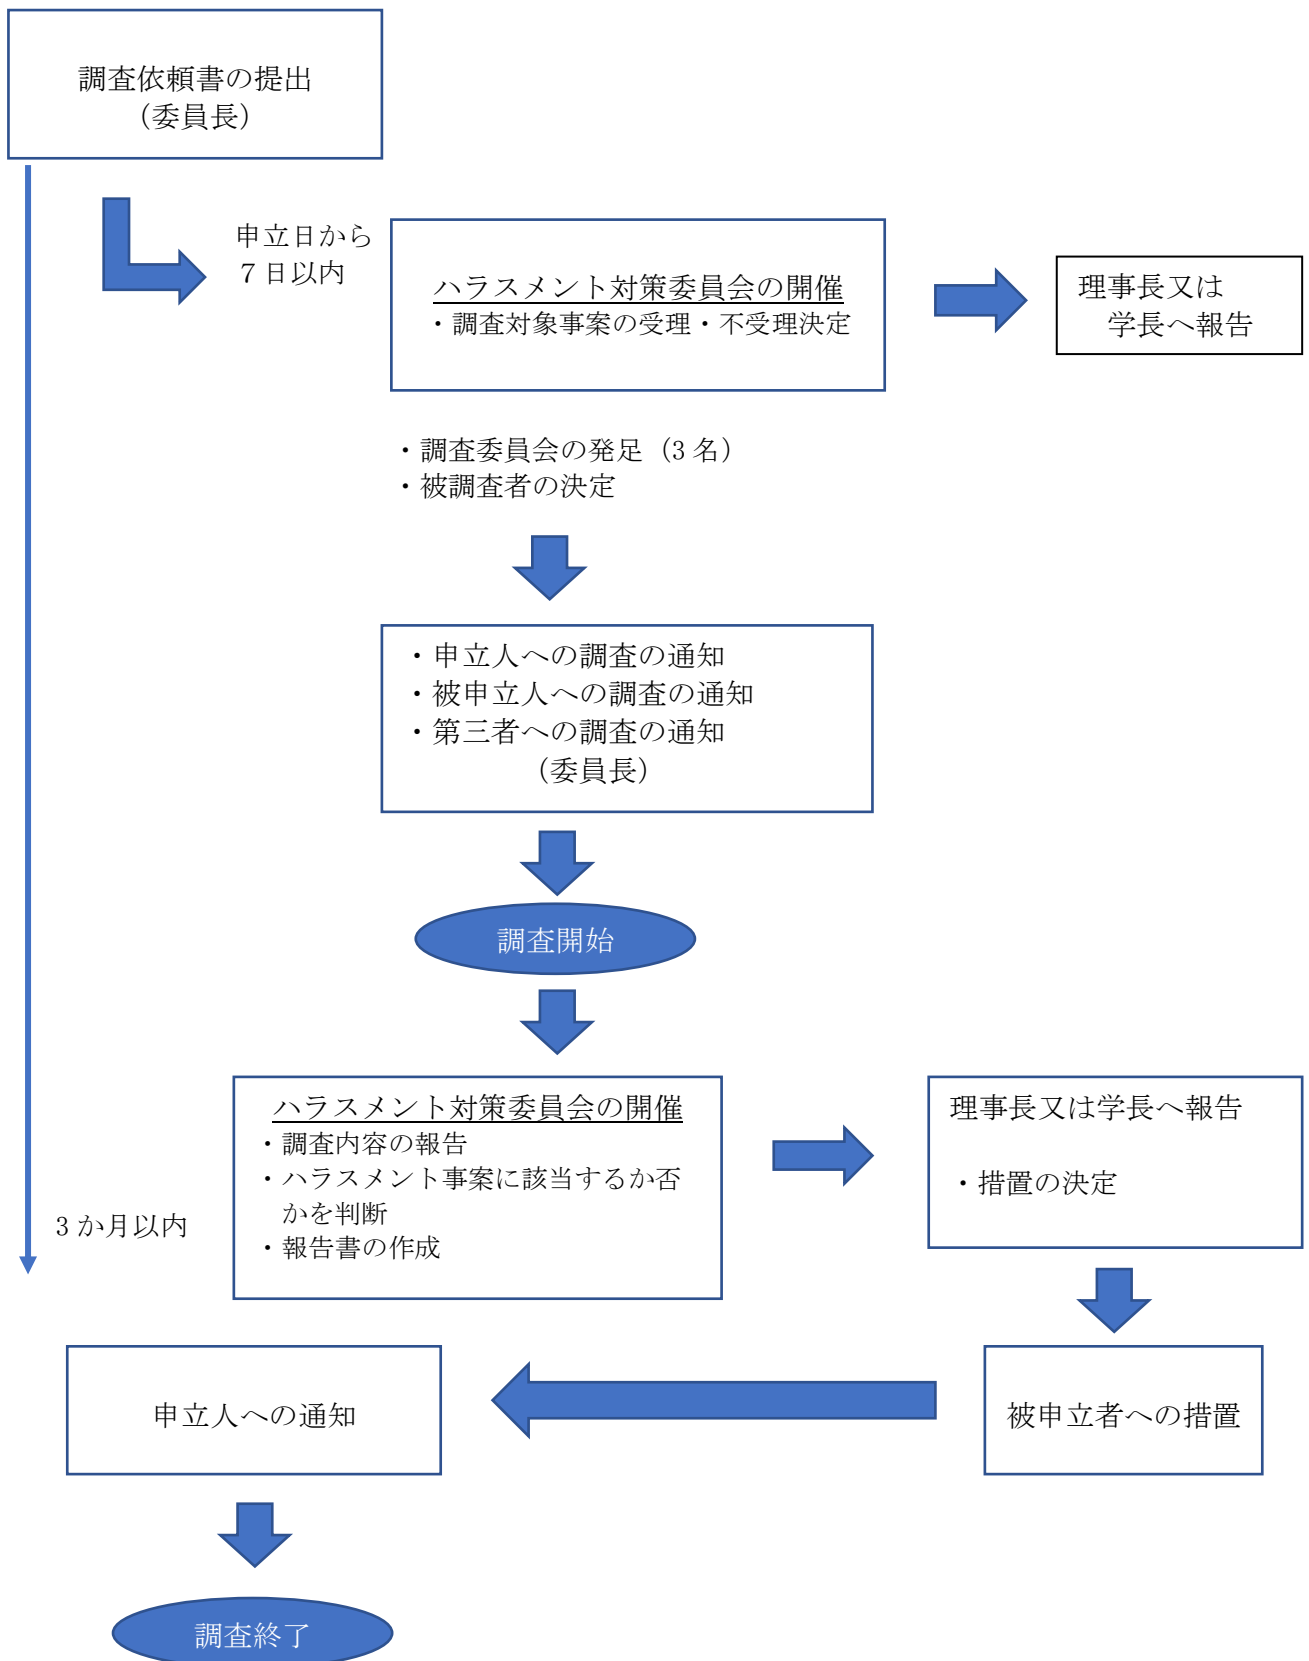 調査依頼書の提出
（委員長）
申立日から
７日以内
ハラスメント対策委員会の開催
・調査対象事案の受理・不受理決定
理事長又は
学長へ報告
・調査委員会の発足（3 名）
・被調査者の決定
・申立人への調査の通知
・被申立人への調査の通知
・第三者への調査の通知
（委員長）
調査開始
ハラスメント対策委員会の開催
・調査内容の報告
・ハラスメント事案に該当するか否
かを判断
・報告書の作成
理事長又は学長へ報告
・措置の決定
3 か月以内
申立人への通知
被申立者への措置
調査終了